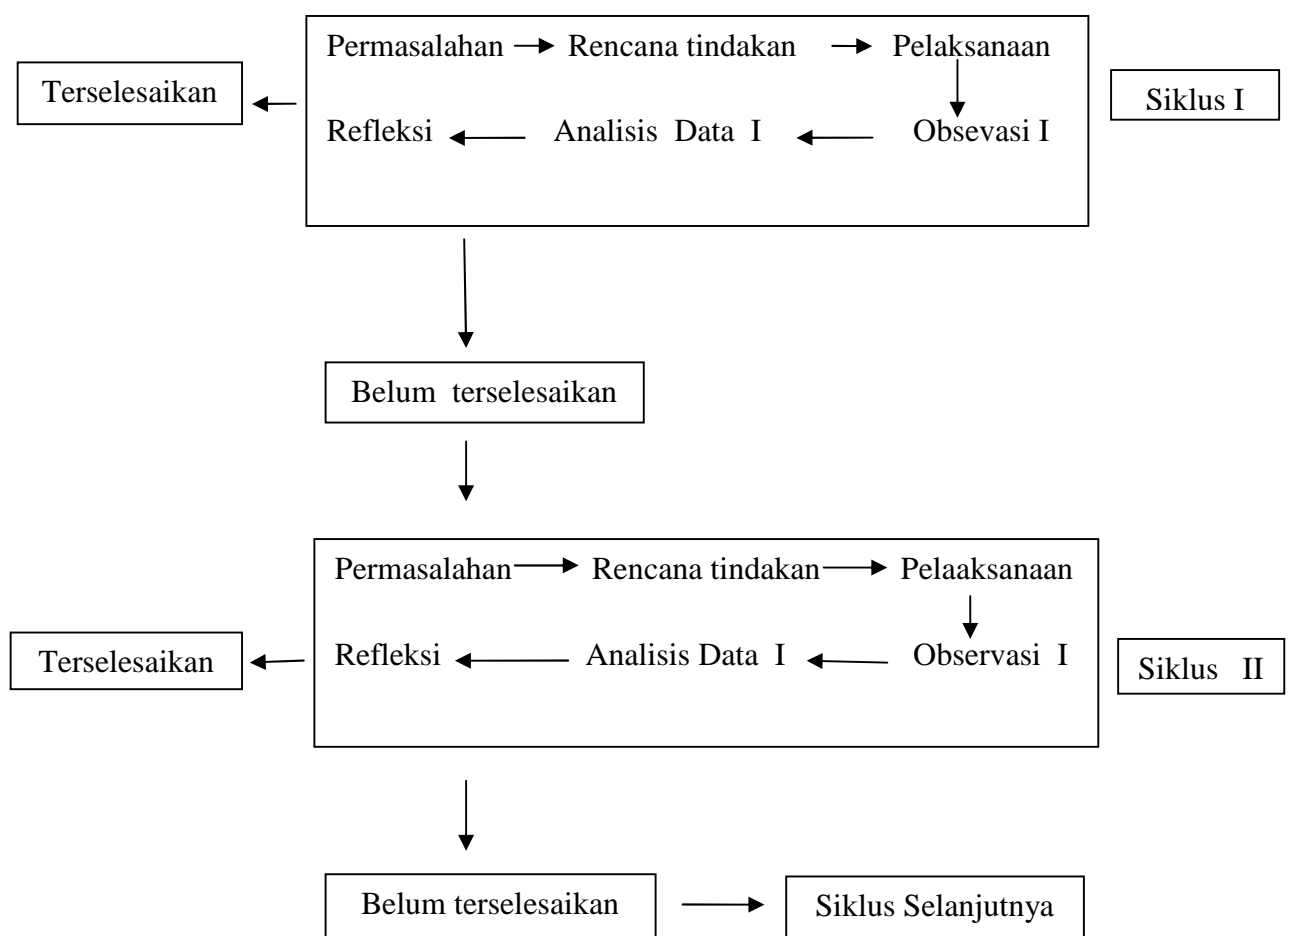 Permasalahan Rencana tindakan Pelaksanaan
Terselesaikan
Siklus I
Refleksi Analisis Data I Obsevasi I
Belum terselesaikan
Permasalahan Rencana tindakan Pelaaksanaan
Terselesaikan
Refleksi Analisis Data I Observasi I
Siklus II
Belum terselesaikan Siklus Selanjutnya